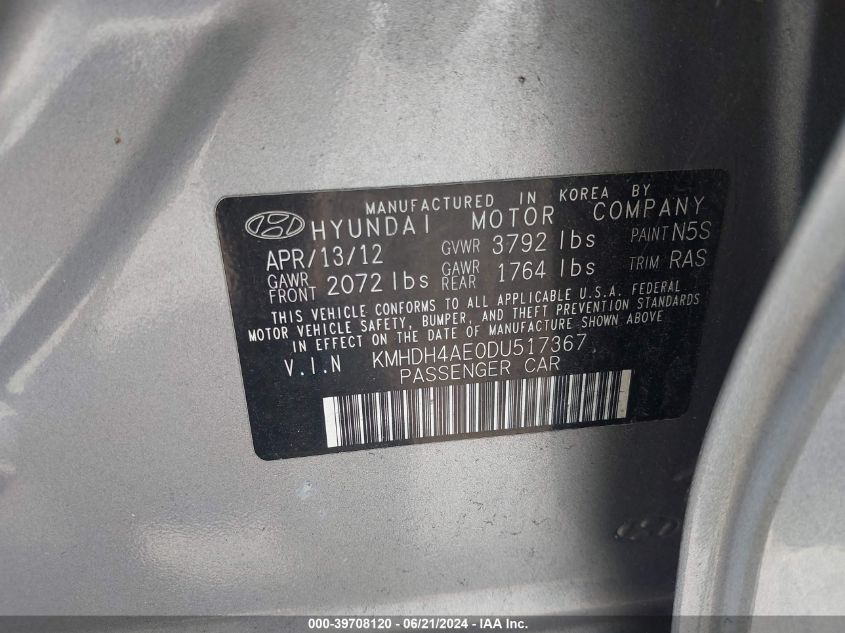 MANUFACTURED IN KOREA BY
HYUNDAI MOTOR COMPANY
APR/13/12 GVWR 3792 lbs PAINT N5S
GAWR FRONT 2072 lbs GAWR REAR 1764 lbs TRIM RAS
THIS VEHICLE CONFORMS TO ALL APPLICABLE U.S.A. FEDERAL
MOTOR VEHICLE SAFETY, BUMPER, AND THEFT PREVENTION STANDARDS
IN EFFECT ON THE DATE OF MANUFACTURE SHOWN ABOVE
V.I.N KMHDH4AE0DU517367
PASSENGER CAR
000-39708120 - 06/21/2024 - IAAI.com